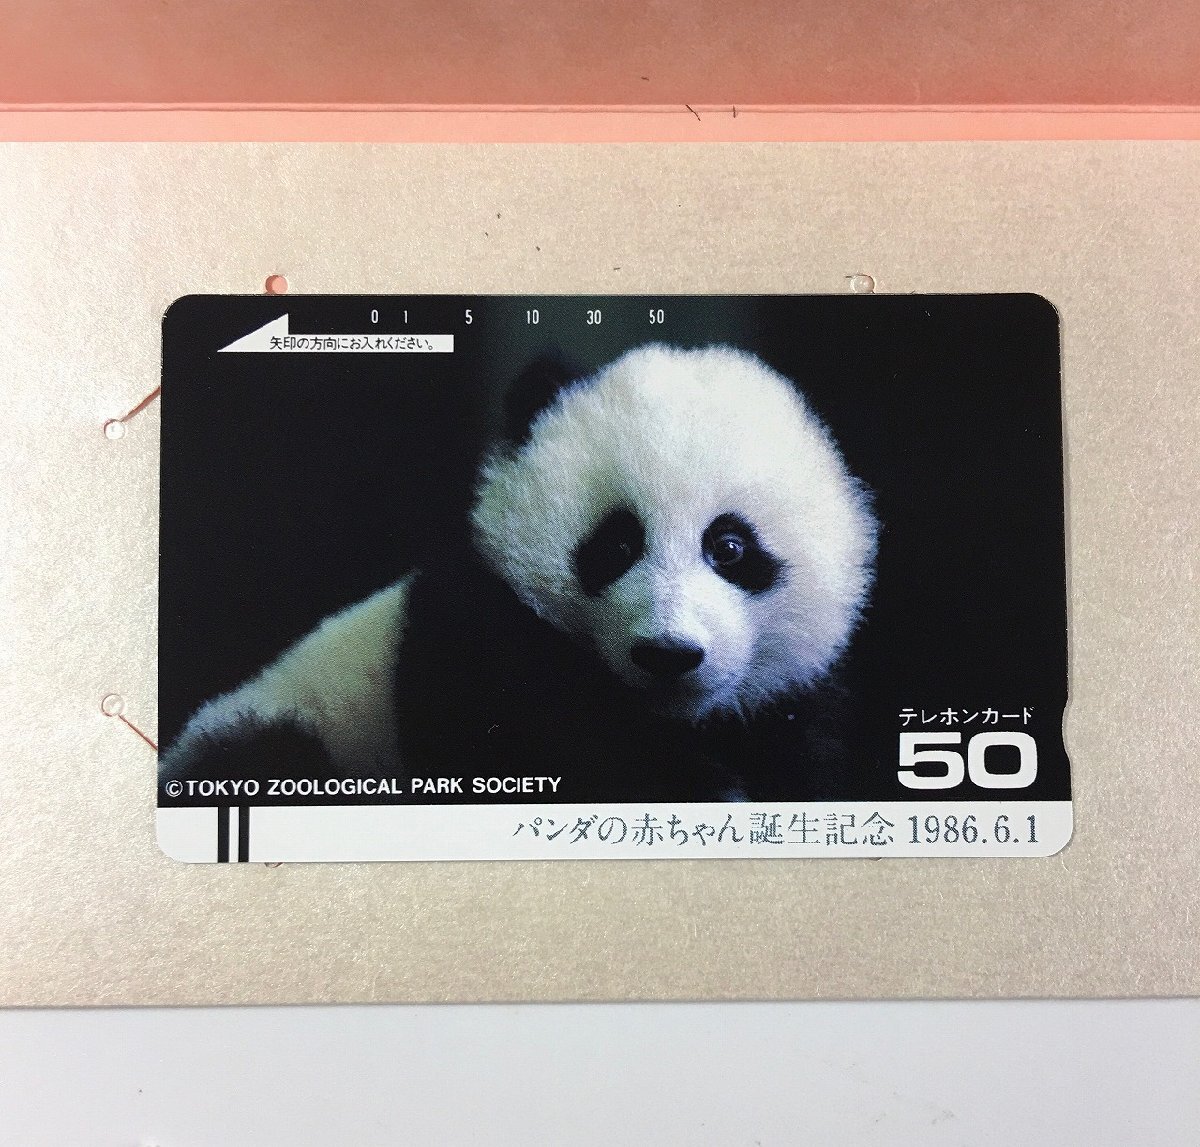 0 1 5 10 30 50
矢印の方向にお入れください。
テレホンカード
50
©TOKYO ZOOLOGICAL PARK SOCIETY
パンダの赤ちゃん誕生記念 1986.6.1